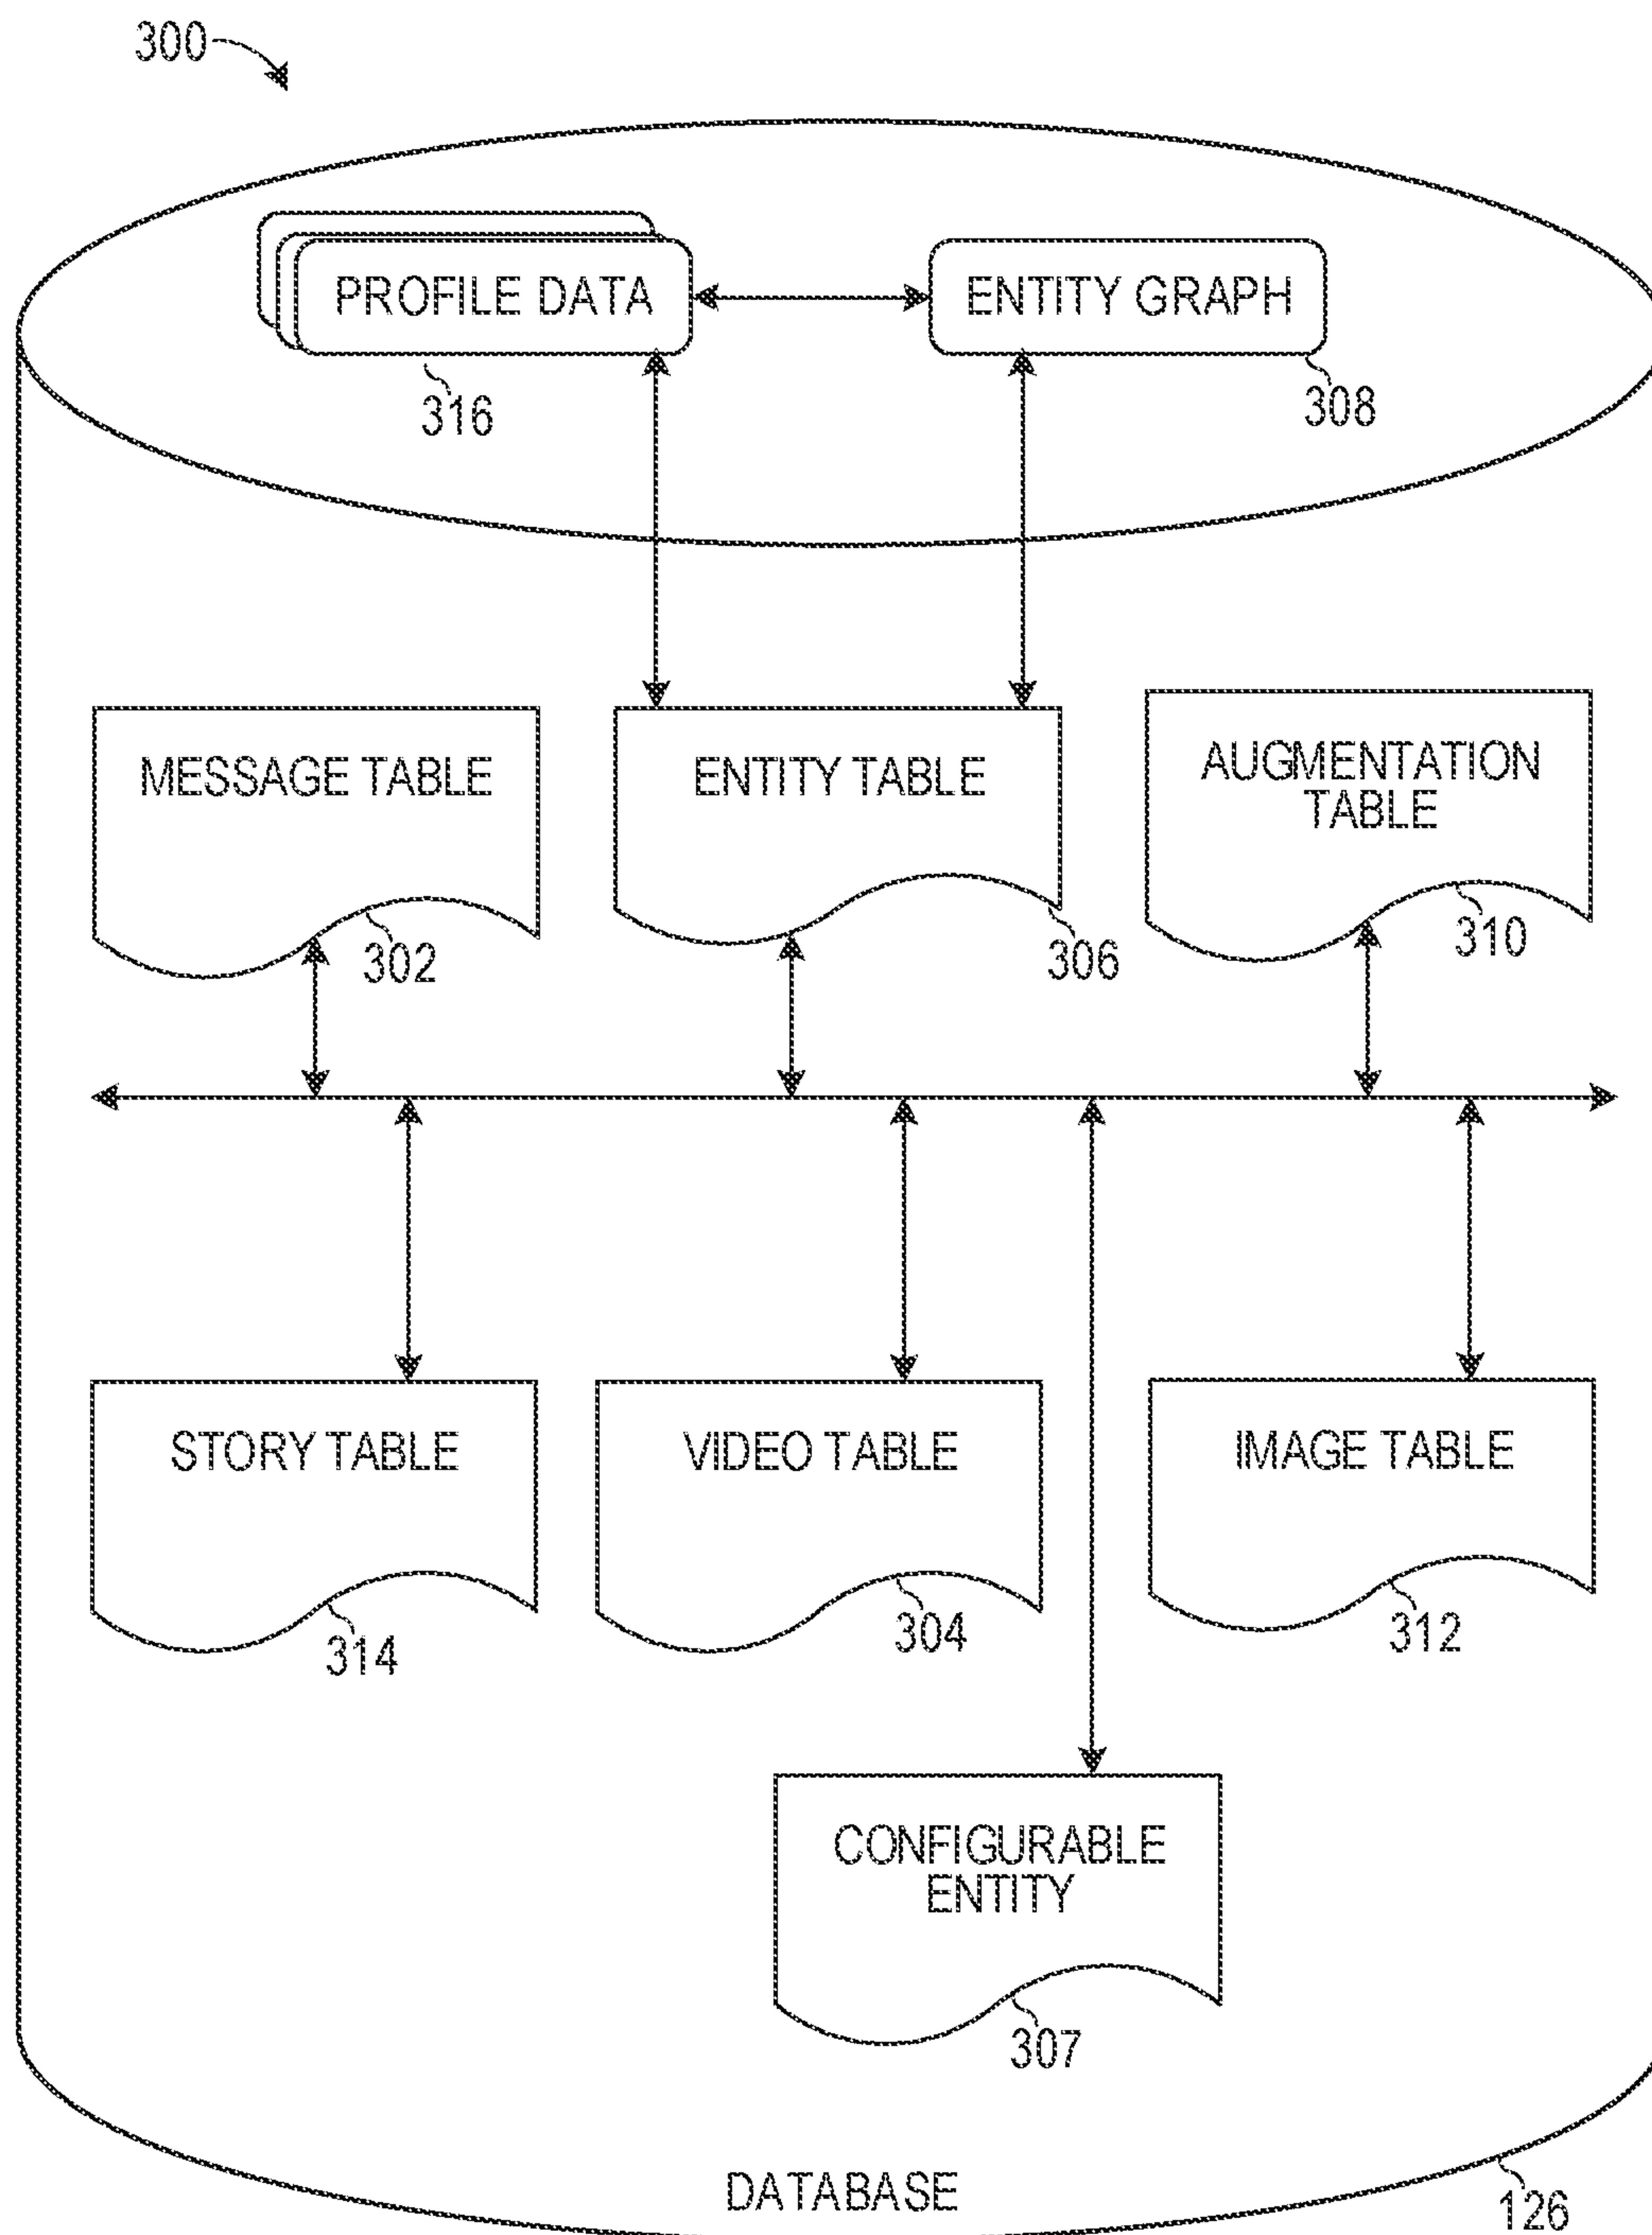 300
PROFILE DATA
ENTITY GRAPH
316
308
MESSAGE TABLE
ENTITY TABLE
AUGMENTATION
TABLE
302
306
310
STORY TABLE
VIDEO TABLE
IMAGE TABLE
314
304
312
CONFIGURABLE
ENTITY
307
DATABASE
126